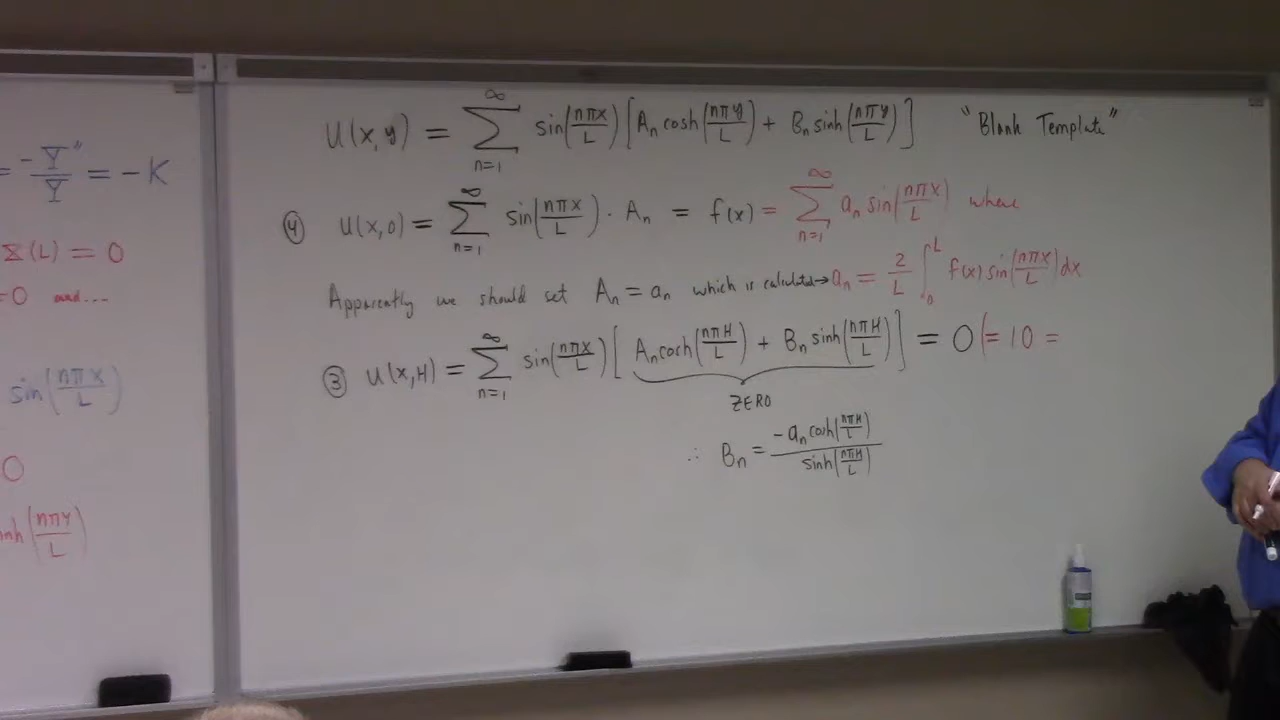 = -Y̅"/Y̅ = -K
X(L) = 0
=0 and...
sin(nπx/L)
0
nh(nπy/L)
u(x,y) = ∑_{n=1}^{∞} sin(nπx/L) [A_n cosh(nπy/L) + B_n sinh(nπy/L)] "Blank Template"
④ u(x,0) = ∑_{n=1}^{∞} sin(nπx/L) · A_n = f(x) = ∑_{n=1}^{∞} a_n sin(nπx/L) where
Apparently we should set A_n = a_n which is calculated → a_n = 2/L ∫_0^L f(x) sin(nπx/L) dx
③ u(x,H) = ∑_{n=1}^{∞} sin(nπx/L) [A_n cosh(nπH/L) + B_n sinh(nπH/L)] = 0 (= 10 =
ZERO
∴ B_n = -a_n cosh(nπH/L) / sinh(nπH/L)